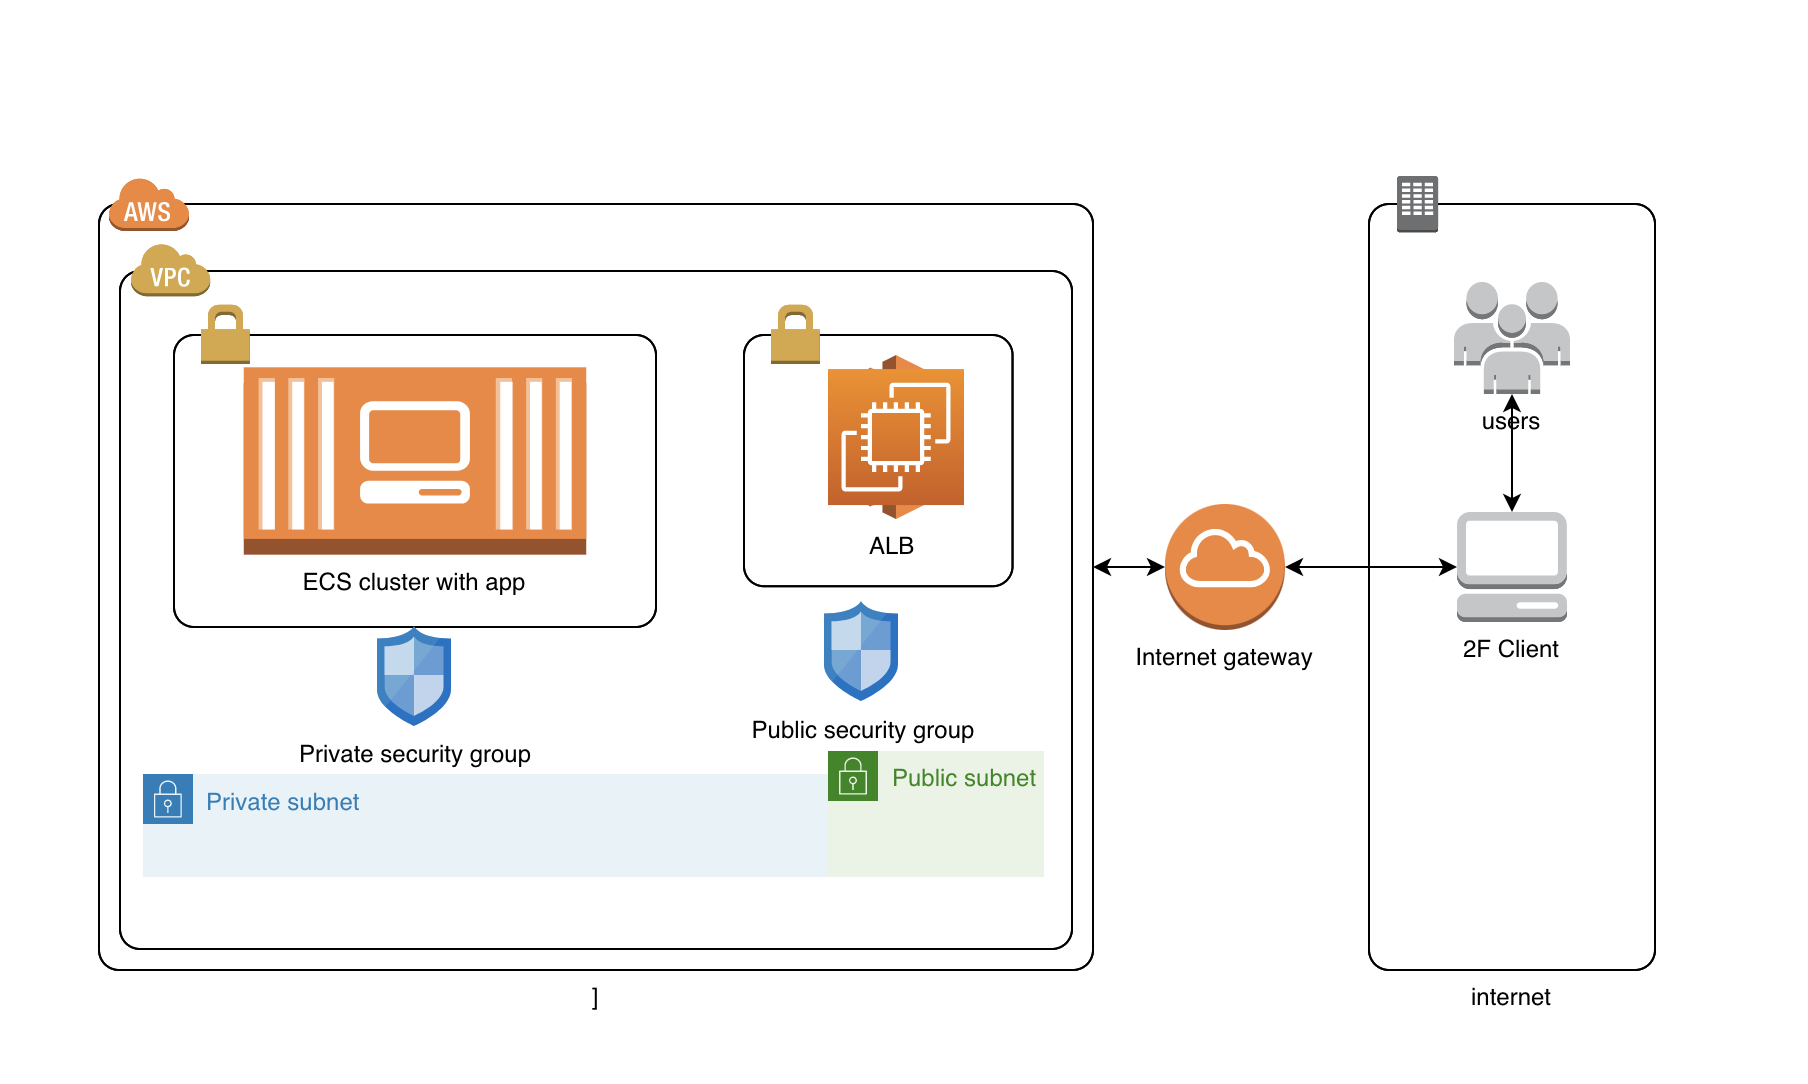 AWS
VPC
users
ALB
ECS cluster with app
2F Client
Internet gateway
Public security group
Private security group
Public subnet
Private subnet
]
internet